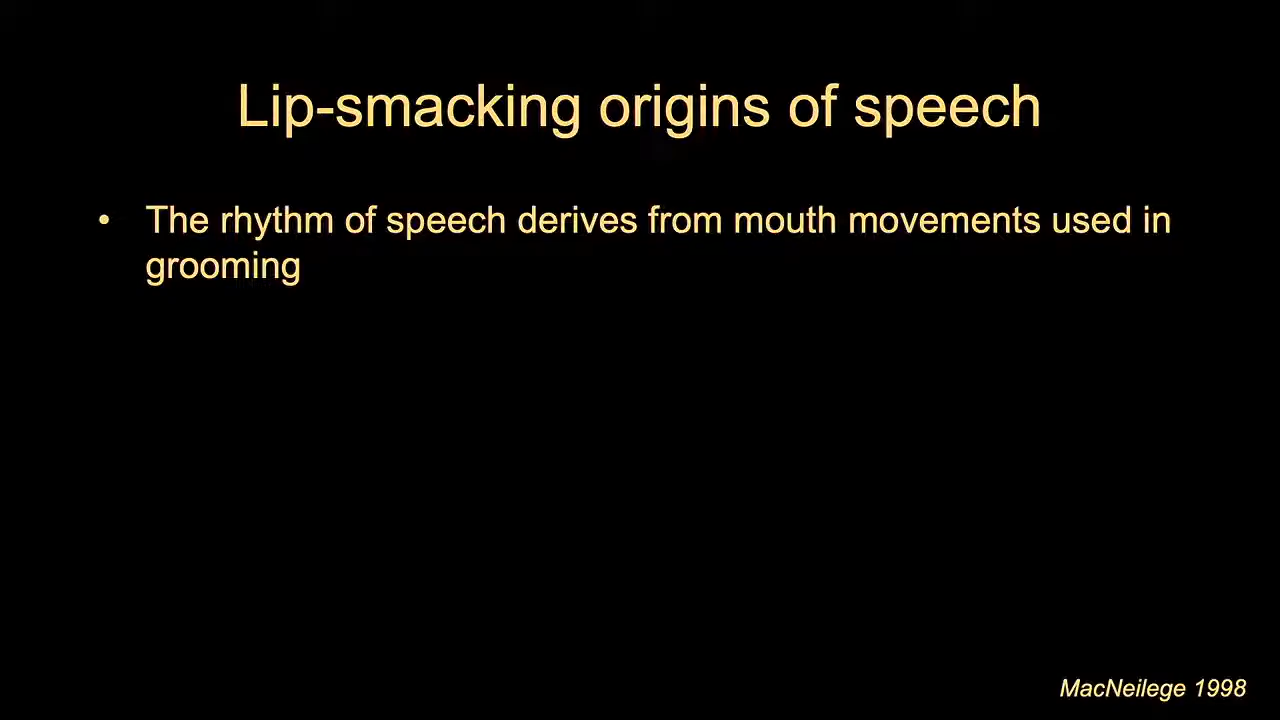 Lip-smacking origins of speech
• The rhythm of speech derives from mouth movements used in
grooming
MacNeilege 1998